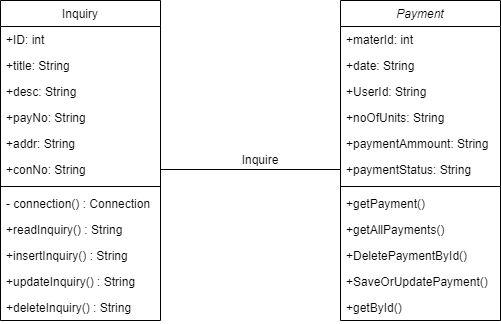 Inquiry
+ID: int
+title: String
+desc: String
+payNo: String
+addr: String
+conNo: String
- connection() : Connection
+readInquiry() : String
+insertInquiry() : String
+updateInquiry() : String
+deleteInquiry() : String
Inquire
Payment
+materId: int
+date: String
+UserId: String
+noOfUnits: String
+paymentAmmount: String
+paymentStatus: String
+getPayment()
+getAllPayments()
+DeletePaymentById()
+SaveOrUpdatePayment()
+getById()